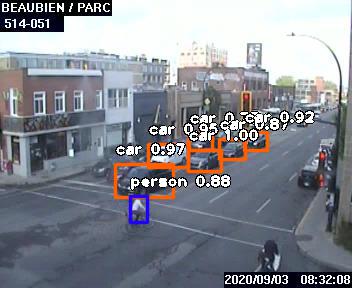 BEAUBIEN / PARC
514-051
car 0.92
car 0.87
car 0.95
car 1.00
car 0.97
person 0.88
2020/09/03 08:32:08